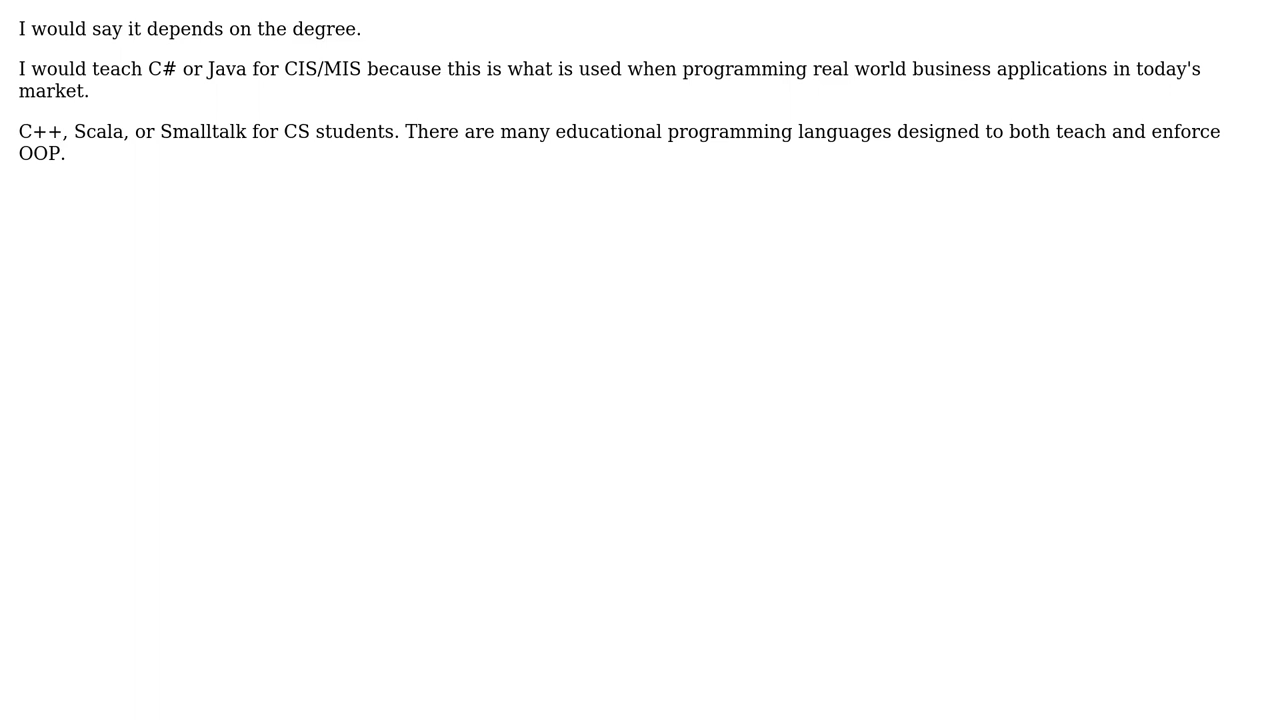 I would say it depends on the degree.
I would teach C# or Java for CIS/MIS because this is what is used when programming real world business applications in today's
market.
C++, Scala, or Smalltalk for CS students. There are many educational programming languages designed to both teach and enforce
OOP.